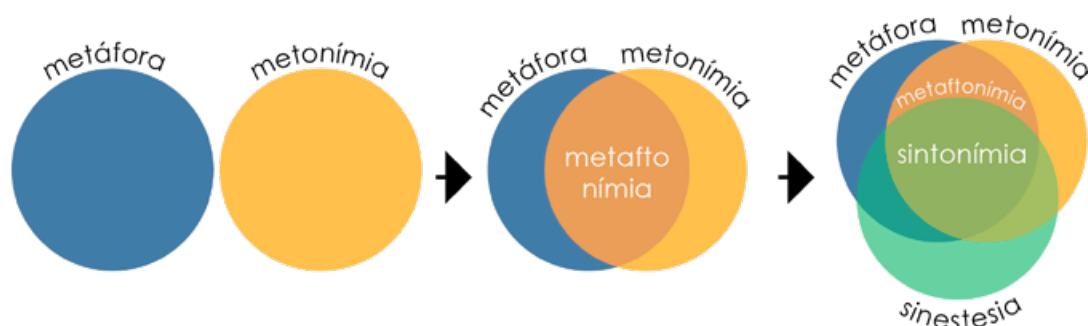 metáfora
metonímia
metáfora
metonímia
metafto
nímia
metáfora
metonímia
metaftonímia
sintonímia
sinestesia